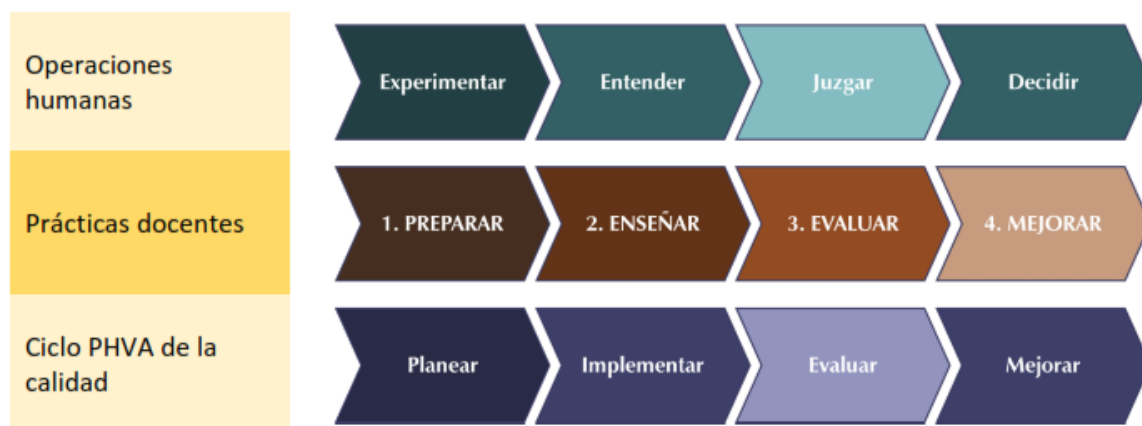 Operaciones
humanas
Experimentar
Entender
Juzgar
Decidir
Prácticas docentes
1. PREPARAR
2. ENSEÑAR
3. EVALUAR
4. MEJORAR
Ciclo PHVA de la
calidad
Planear
Implementar
Evaluar
Mejorar